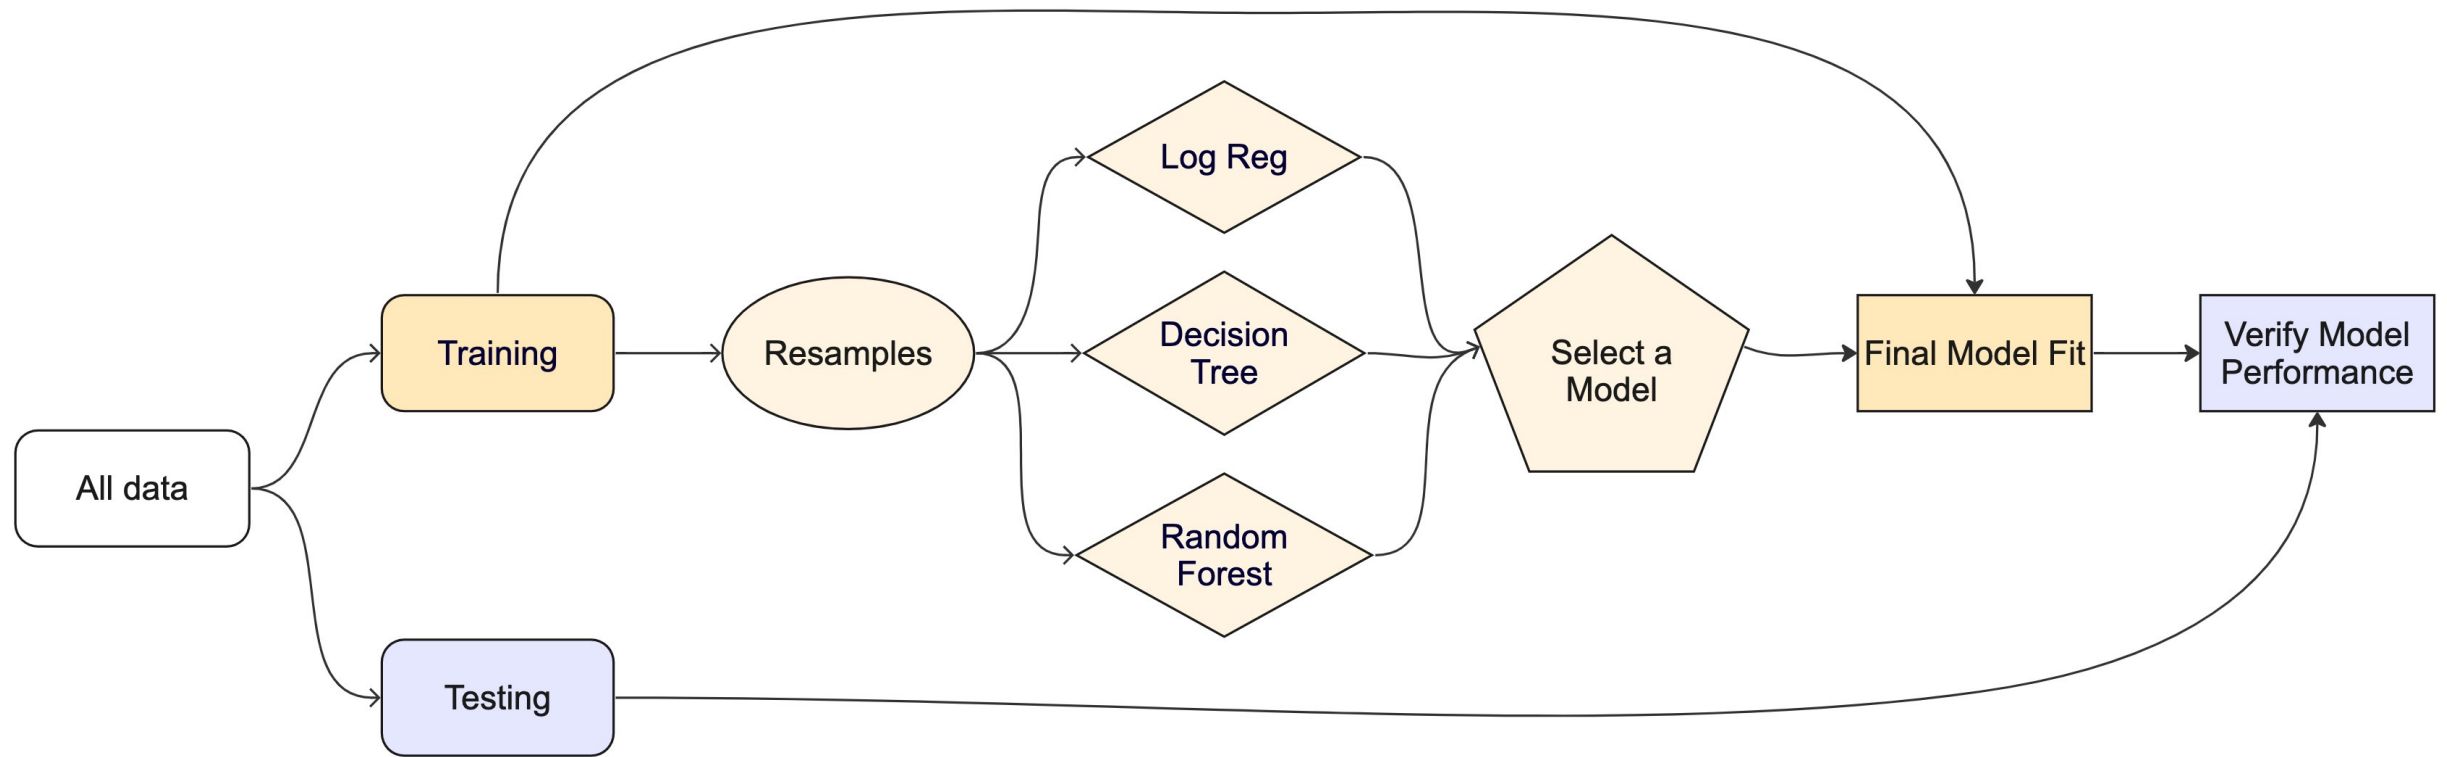 All data
Training
Testing
Resamples
Log Reg
Decision
Tree
Random
Forest
Select a
Model
Final Model Fit
Verify Model
Performance